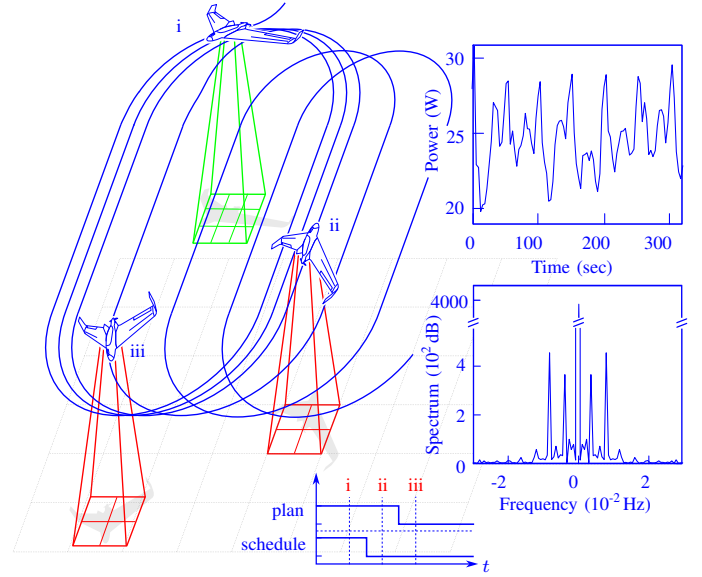 i
ii
iii
30
25
20
Power (W)
0
100
200
300
Time (sec)
4000
4
2
0
Spectrum (10² dB)
-2
0
2
Frequency (10⁻² Hz)
i ii iii
plan
schedule
t